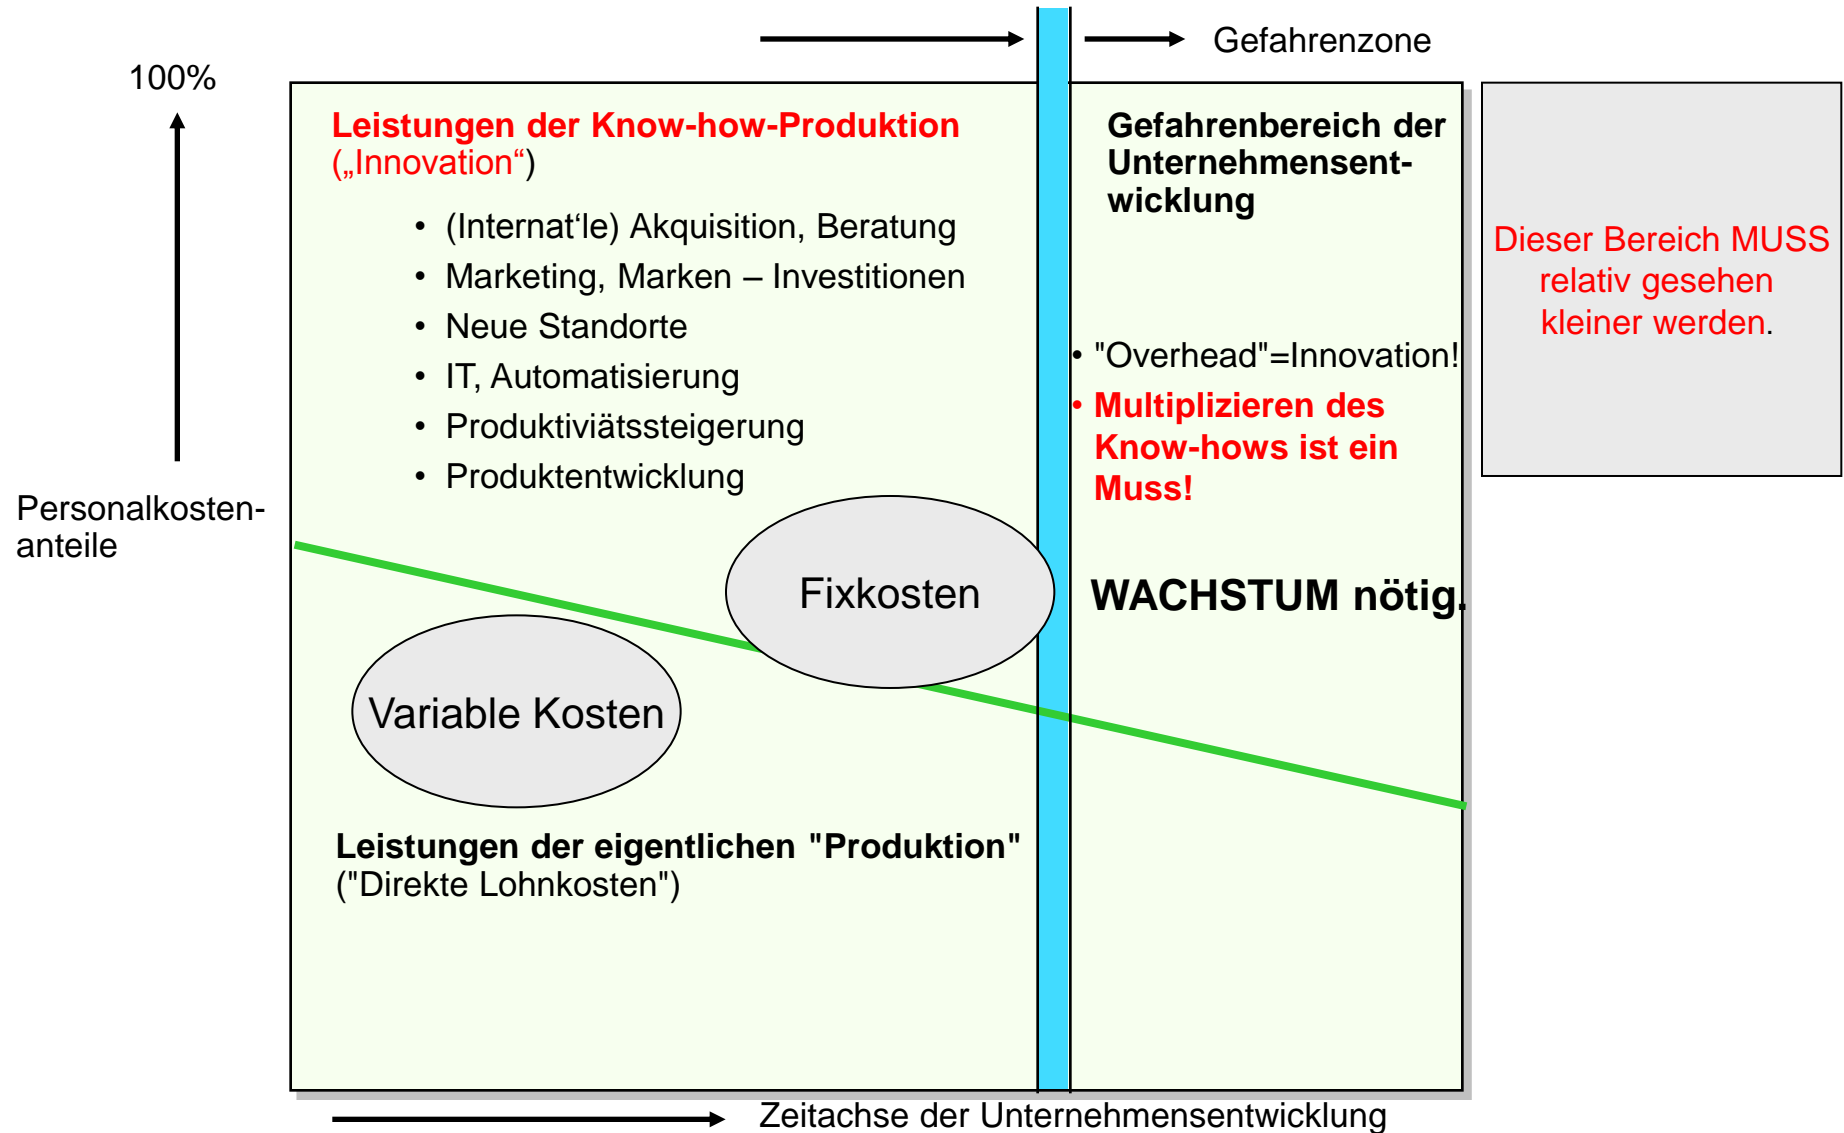 Gefahrenzone
100%
Leistungen der Know-how-Produktion
(„Innovation“)
• (Internat‘le) Akquisition, Beratung
• Marketing, Marken – Investitionen
• Neue Standorte
• IT, Automatisierung
• Produktiviätssteigerung
• Produktentwicklung
Gefahrenbereich der
Unternehmensent-
wicklung
• "Overhead"=Innovation!
• Multiplizieren des
Know-hows ist ein
Muss!
WACHSTUM nötig.
Dieser Bereich MUSS
relativ gesehen
kleiner werden.
Personalkosten-
anteile
Fixkosten
Variable Kosten
Leistungen der eigentlichen "Produktion"
("Direkte Lohnkosten")
Zeitachse der Unternehmensentwicklung